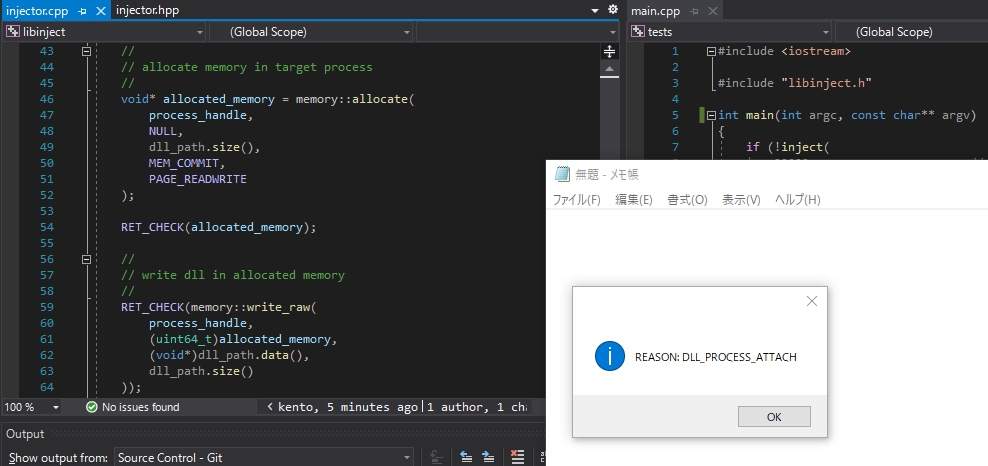 injector.cpp
injector.hpp
libinject
(Global Scope)
43 //
44 // allocate memory in target process
45 //
46 void* allocated_memory = memory::allocate(
47 process_handle,
48 NULL,
49 dll_path.size(),
50 MEM_COMMIT,
51 PAGE_READWRITE
52 );
53
54 RET_CHECK(allocated_memory);
55
56 //
57 // write dll in allocated memory
58 //
59 RET_CHECK(memory::write_raw(
60 process_handle,
61 (uint64_t)allocated_memory,
62 (void*)dll_path.data(),
63 dll_path.size()
64 ));
100 %
No issues found
kento, 5 minutes ago | 1 author, 1
Output
Show output from: Source Control - Git
main.cpp
tests
(Global Scope)
1 #include <iostream>
2
3 #include "libinject.h"
4
5 int main(int argc, const char** argv)
6 {
7 if (!inject(
無題 - メモ帳
ファイル(F) 編集(E) 書式(O) 表示(V) ヘルプ(H)
REASON: DLL_PROCESS_ATTACH
OK